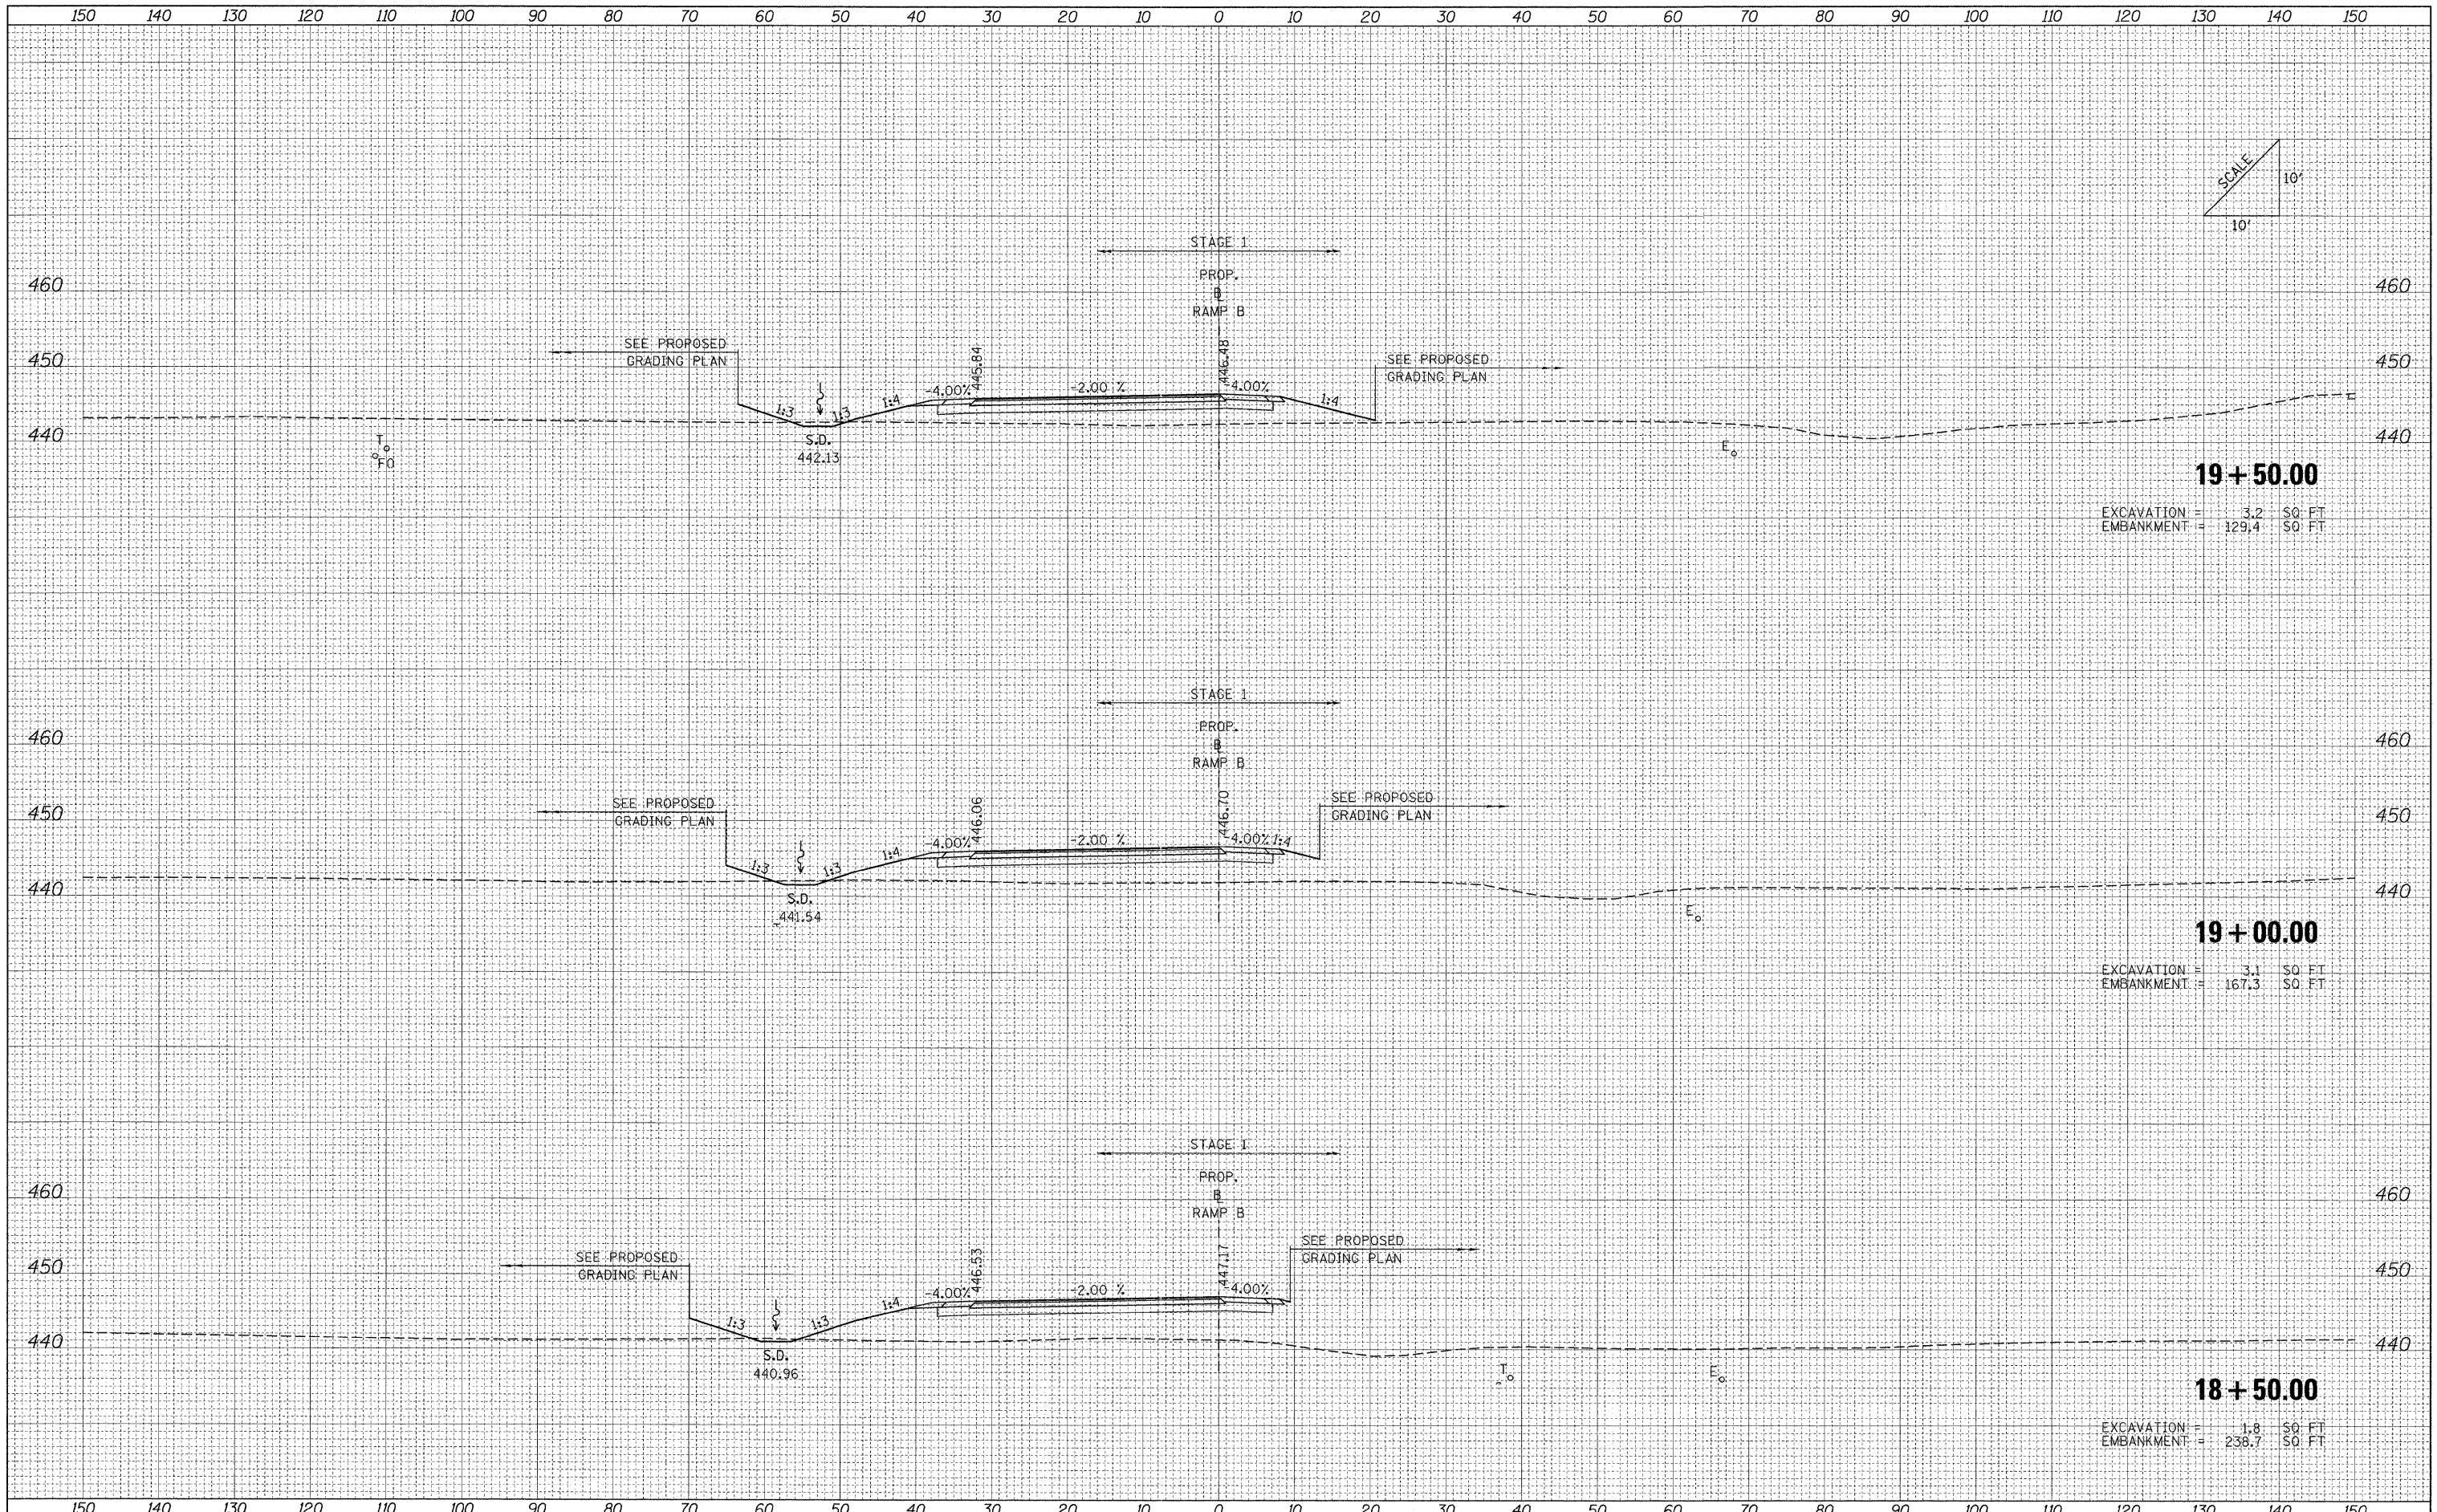 150 140 130 120 110 100 90 80 70 60 50 40 30 20 10 0 10 20 30 40 50 60 70 80 90 100 110 120 130 140 150
SCALE
10'
10'
STAGE 1
PROP.
B
RAMP B
460 460
SEE PROPOSED
GRADING PLAN
450 450
445.84
446.48
SEE PROPOSED
GRADING PLAN
1:3 1:3 1:4 -4.00% -2.00 % -4.00% 1:4
440 440
T
FO
S.D.
442.13
E
E
19+50.00
EXCAVATION = 3.2 SQ FT
EMBANKMENT = 129.4 SQ FT
STAGE 1
PROP.
B
RAMP B
460 460
SEE PROPOSED
GRADING PLAN
450 450
446.06
446.70
SEE PROPOSED
GRADING PLAN
1:3 1:3 1:4 -4.00% -2.00 % -4.00% 1:4
440 440
S.D.
441.54
E
19+00.00
EXCAVATION = 3.1 SQ FT
EMBANKMENT = 167.3 SQ FT
STAGE 1
PROP.
B
RAMP B
460 460
SEE PROPOSED
GRADING PLAN
450 450
446.53
447.17
SEE PROPOSED
GRADING PLAN
1:3 1:3 1:4 -4.00% -2.00 % -4.00%
440 440
S.D.
440.96
T
E
18+50.00
EXCAVATION = 1.8 SQ FT
EMBANKMENT = 238.7 SQ FT
150 140 130 120 110 100 90 80 70 60 50 40 30 20 10 0 10 20 30 40 50 60 70 80 90 100 110 120 130 140 150